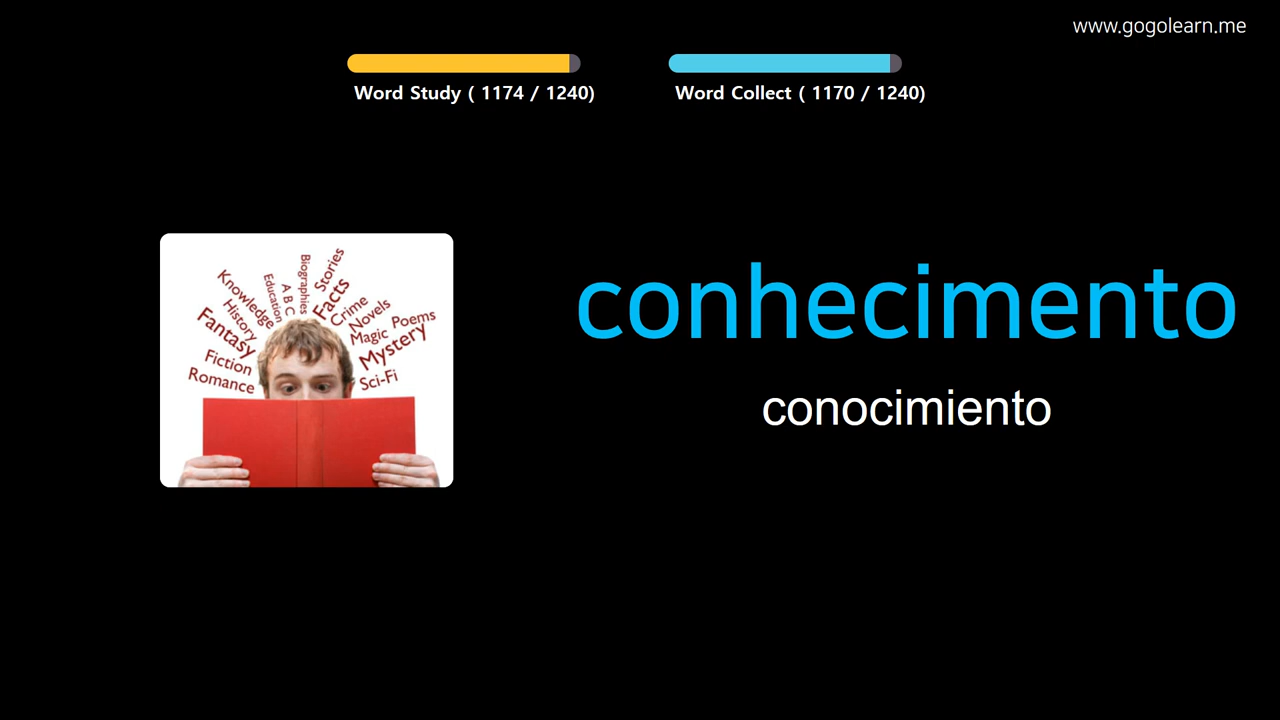 www.gogolearn.me
Word Study ( 1174 / 1240)
Word Collect ( 1170 / 1240)
Knowledge
History
Fantasy
Fiction
Romance
Education
A B C
Biographies
Stories
Facts
Crime
Novels
Magic
Poems
Mystery
Sci-Fi
conhecimento
conocimiento